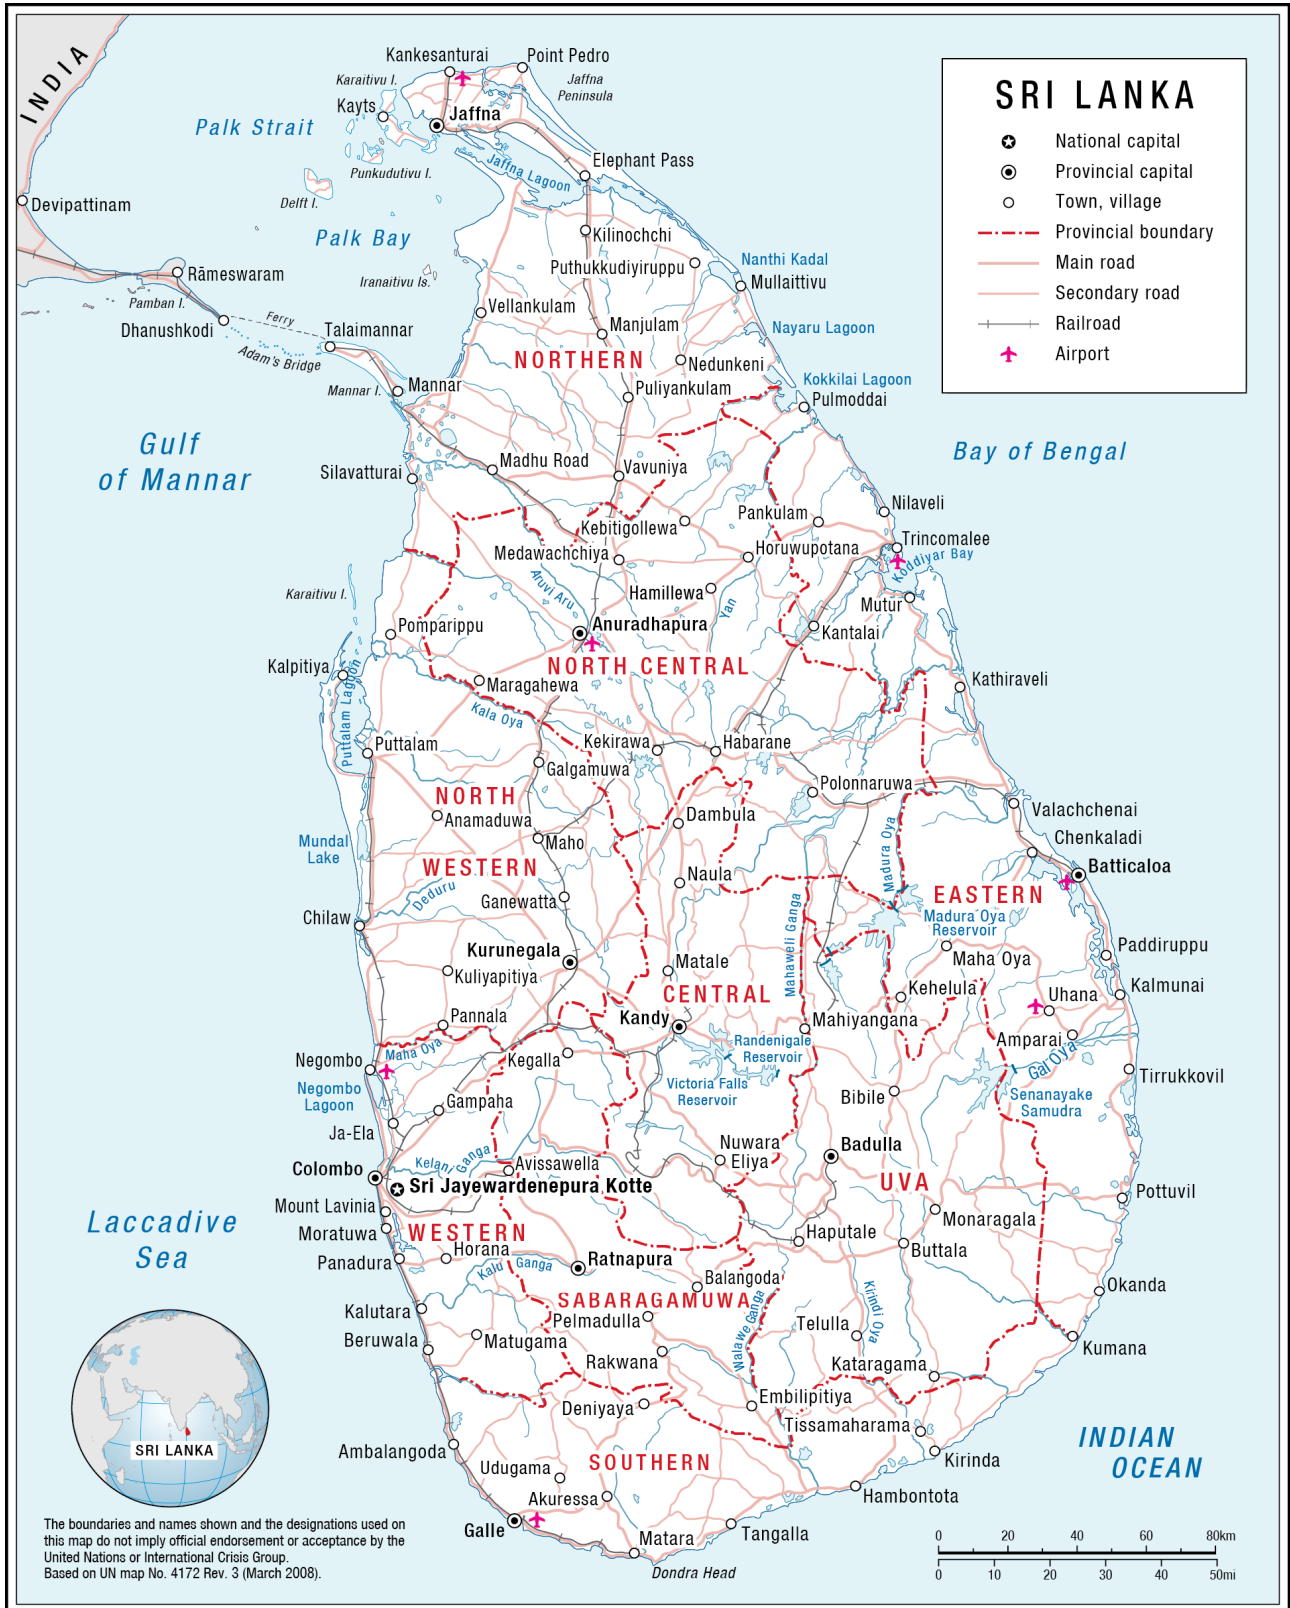 SRI LANKA
National capital
Provincial capital
Town, village
Provincial boundary
Main road
Secondary road
Railroad
Airport
INDIA
Kankesanturai
Point Pedro
Karaitivu I.
Jaffna
Peninsula
Kayts
Jaffna
Palk Strait
Elephant Pass
Jaffna Lagoon
Punkudutivu I.
Delft I.
Devipattinam
Palk Bay
Kilinochchi
Nanthi Kadal
Puthukkudiyiruppu
Rāmeswaram
Iranaitivu Is.
Mullaittivu
Pamban I.
Vellankulam
Ferry
Dhanushkodi
Talaimannar
Manjulam
Nayaru Lagoon
Adam's Bridge
NORTHERN
Nedunkeni
Kokkilai Lagoon
Mannar I.
Mannar
Puliyankulam
Pulmoddai
Gulf
of Mannar
Bay of Bengal
Silavatturai
Madhu Road
Vavuniya
Nilaveli
Pankulam
Kebitigollewa
Trincomalee
Medawachchiya
Horuwupotana
Koddiyar Bay
Aruvi Aru
Karaitivu I.
Hamillewa
Yan
Mutur
Pomparippu
Anuradhapura
Kantalai
Kalpitiya
NORTH CENTRAL
Kathiraveli
Maragahewa
Puttalam Lagoon
Kala Oya
Puttalam
Kekirawa
Habarane
Galgamuwa
Polonnaruwa
NORTH
WESTERN
Anamaduwa
Dambula
Valachchenai
Maho
Chenkaladi
Mundal
Lake
Madura Oya
Batticaloa
Naula
EASTERN
Deduru
Ganewatta
Chilaw
Madura Oya
Reservoir
Mahaweli Ganga
Kurunegala
Paddiruppu
Matale
Maha Oya
Kuliyapitiya
CENTRAL
Kehelula
Uhana
Kalmunai
Pannala
Kandy
Mahiyangana
Amparai
Maha Oya
Randenigale
Reservoir
Negombo
Kegalla
Gal Oya
Tirrukkovil
Negombo
Lagoon
Victoria Falls
Reservoir
Bibile
Senanayake
Samudra
Gampaha
Ja-Ela
Nuwara
Eliya
Badulla
Kelani Ganga
Colombo
Avissawella
Sri Jayewardenepura Kotte
UVA
Pottuvil
Mount Lavinia
Laccadive
Sea
Moratuwa
WESTERN
Monaragala
Haputale
Panadura
Horana
Buttala
Kalu Ganga
Ratnapura
Balangoda
Okanda
Kalutara
SABARAGAMUWA
Kirindi Oya
Pelmadulla
Telulla
Beruwala
Matugama
Walawe Ganga
Kumana
Rakwana
Kataragama
Embilipitiya
Deniyaya
Tissamaharama
INDIAN
OCEAN
SRI LANKA
Ambalangoda
SOUTHERN
Kirinda
Udugama
Akuressa
Hambontota
Galle
Matara
Tangalla
Dondra Head
The boundaries and names shown and the designations used on
this map do not imply official endorsement or acceptance by the
United Nations or International Crisis Group.
Based on UN map No. 4172 Rev. 3 (March 2008).
0 20 40 60 80km
0 10 20 30 40 50mi